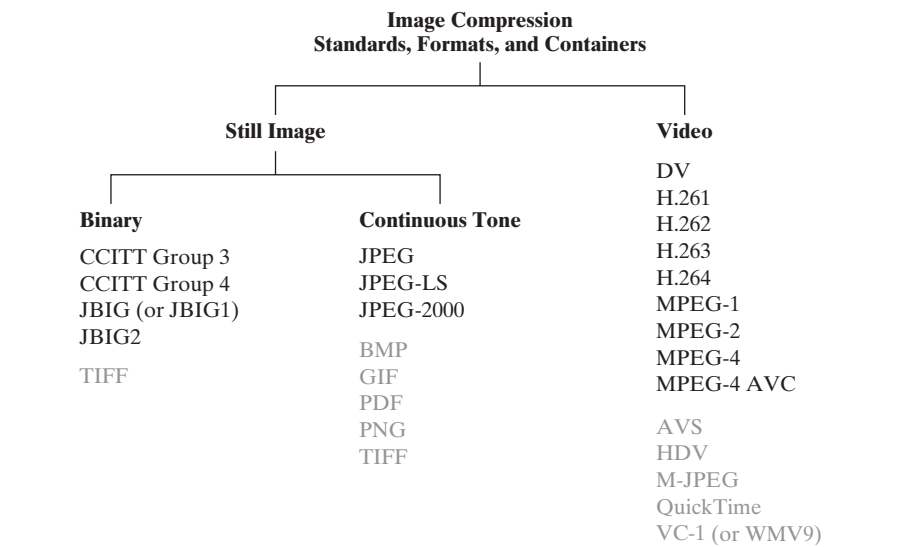 Image Compression
Standards, Formats, and Containers
Still Image
Binary
CCITT Group 3
CCITT Group 4
JBIG (or JBIG1)
JBIG2
TIFF
Continuous Tone
JPEG
JPEG-LS
JPEG-2000
BMP
GIF
PDF
PNG
TIFF
Video
DV
H.261
H.262
H.263
H.264
MPEG-1
MPEG-2
MPEG-4
MPEG-4 AVC
AVS
HDV
M-JPEG
QuickTime
VC-1 (or WMV9)